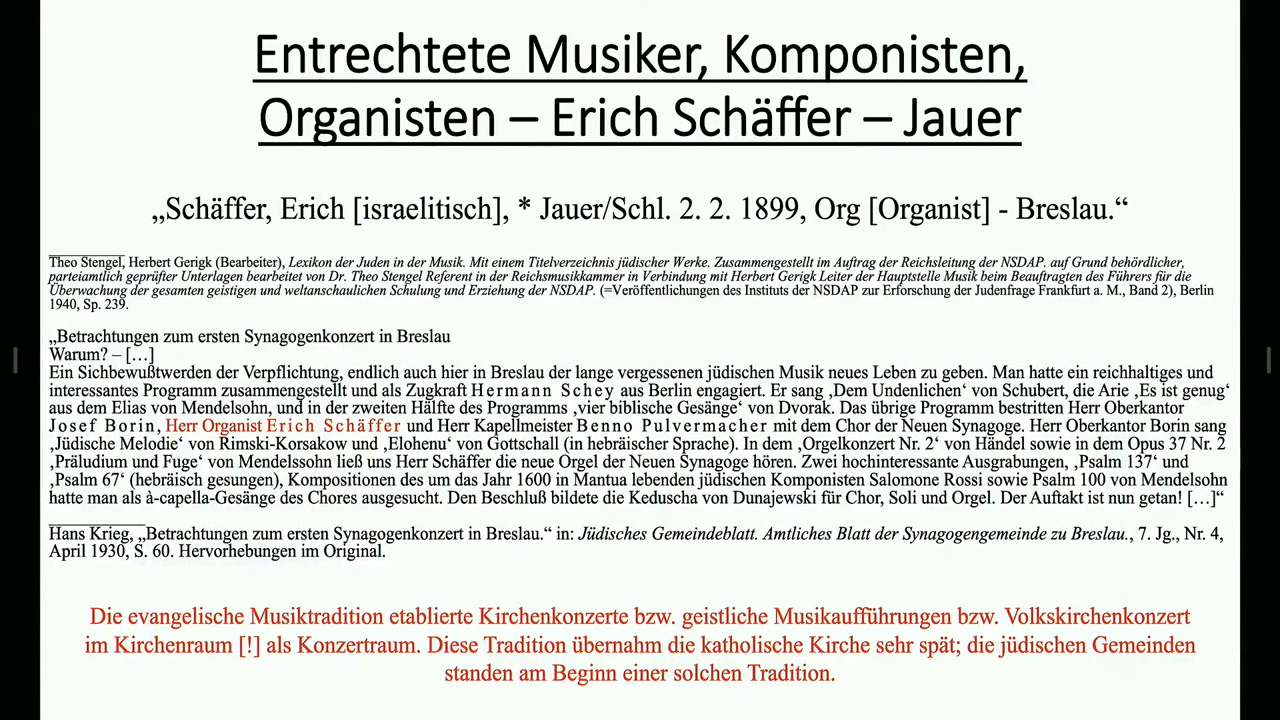 Entrechtete Musiker, Komponisten,
Organisten – Erich Schäffer – Jauer
„Schäffer, Erich [israelitisch], * Jauer/Schl. 2. 2. 1899, Org [Organist] - Breslau.“
Theo Stengel, Herbert Gerigk (Bearbeiter), Lexikon der Juden in der Musik. Mit einem Titelverzeichnis jüdischer Werke. Zusammengestellt im Auftrag der Reichsleitung der NSDAP. auf Grund behördlicher,
parteiamtlich geprüfter Unterlagen bearbeitet von Dr. Theo Stengel Referent in der Reichsmusikkammer in Verbindung mit Herbert Gerigk Leiter der Hauptstelle Musik beim Beauftragten des Führers für die
Überwachung der gesamten geistigen und weltanschaulichen Schulung und Erziehung der NSDAP. (=Veröffentlichungen des Instituts der NSDAP zur Erforschung der Judenfrage Frankfurt a. M., Band 2), Berlin
1940, Sp. 239.
„Betrachtungen zum ersten Synagogenkonzert in Breslau
Warum? – […]
Ein Sichbewußtwerden der Verpflichtung, endlich auch hier in Breslau der lange vergessenen jüdischen Musik neues Leben zu geben. Man hatte ein reichhaltiges und
interessantes Programm zusammengestellt und als Zugkraft Hermann Schey aus Berlin engagiert. Er sang ‚Dem Undenlichen‘ von Schubert, die Arie ‚Es ist genug‘
aus dem Elias von Mendelsohn, und in der zweiten Hälfte des Programms ‚vier biblische Gesänge‘ von Dvorak. Das übrige Programm bestritten Herr Oberkantor
Josef Borin, Herr Organist Erich Schäffer und Herr Kapellmeister Benno Pulvermacher mit dem Chor der Neuen Synagoge. Herr Oberkantor Borin sang
‚Jüdische Melodie‘ von Rimski-Korsakow und ‚Elohenu‘ von Gottschall (in hebräischer Sprache). In dem ‚Orgelkonzert Nr. 2‘ von Händel sowie in dem Opus 37 Nr. 2
‚Präludium und Fuge‘ von Mendelssohn ließ uns Herr Schäffer die neue Orgel der Neuen Synagoge hören. Zwei hochinteressante Ausgrabungen, ‚Psalm 137‘ und
‚Psalm 67‘ (hebräisch gesungen), Kompositionen des um das Jahr 1600 in Mantua lebenden jüdischen Komponisten Salomone Rossi sowie Psalm 100 von Mendelsohn
hatte man als à-capella-Gesänge des Chores ausgesucht. Den Beschluß bildete die Keduscha von Dunajewski für Chor, Soli und Orgel. Der Auftakt ist nun getan! […]“
Hans Krieg, „Betrachtungen zum ersten Synagogenkonzert in Breslau.“ in: Jüdisches Gemeindeblatt. Amtliches Blatt der Synagogengemeinde zu Breslau., 7. Jg., Nr. 4,
April 1930, S. 60. Hervorhebungen im Original.
Die evangelische Musiktradition etablierte Kirchenkonzerte bzw. geistliche Musikaufführungen bzw. Volkskirchenkonzert
im Kirchenraum [!] als Konzertraum. Diese Tradition übernahm die katholische Kirche sehr spät; die jüdischen Gemeinden
standen am Beginn einer solchen Tradition.